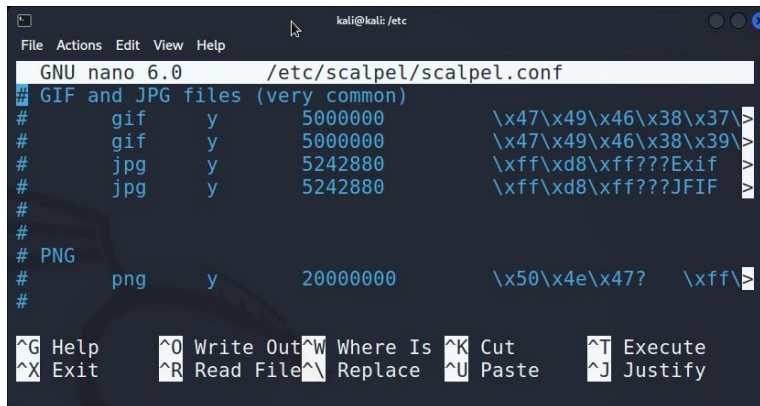 kali@kali: /etc
File Actions Edit View Help
GNU nano 6.0 /etc/scalpel/scalpel.conf
# GIF and JPG files (very common)
# gif y 5000000 \x47\x49\x46\x38\x37\>
# gif y 5000000 \x47\x49\x46\x38\x39\>
# jpg y 5242880 \xff\xd8\xff???Exif >
# jpg y 5242880 \xff\xd8\xff???JFIF >
#
#
# PNG
# png y 20000000 \x50\x4e\x47? \xff\>
#
^G Help ^O Write Out ^W Where Is ^K Cut ^T Execute
^X Exit ^R Read File ^\ Replace ^U Paste ^J Justify